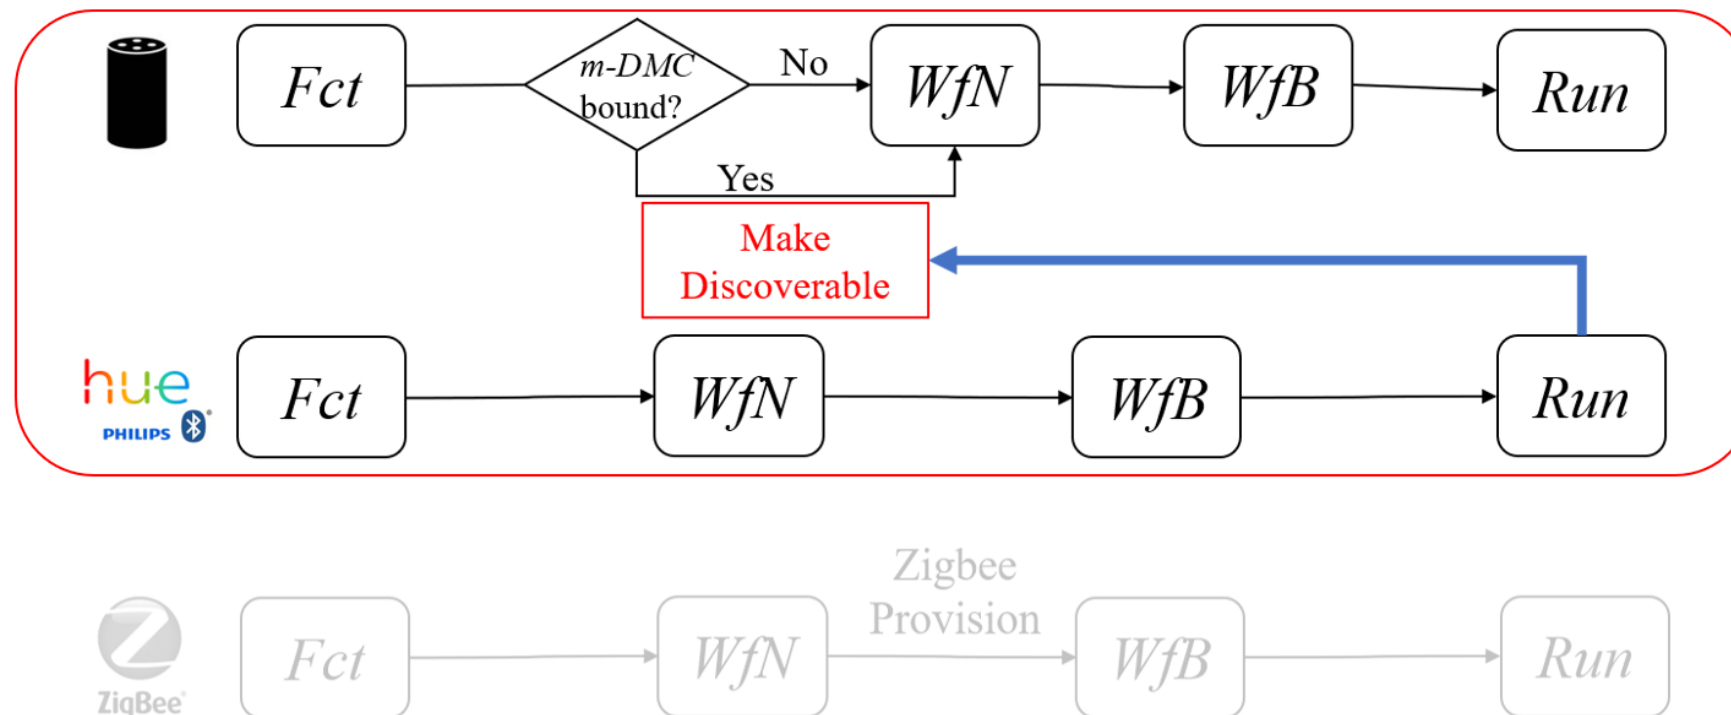 Fct
m-DMC
bound?
No
WfN
WfB
Run
Yes
Make
Discoverable
hue
PHILIPS
Fct
WfN
WfB
Run
Zigbee
Provision
Fct
WfN
WfB
Run
ZigBee®